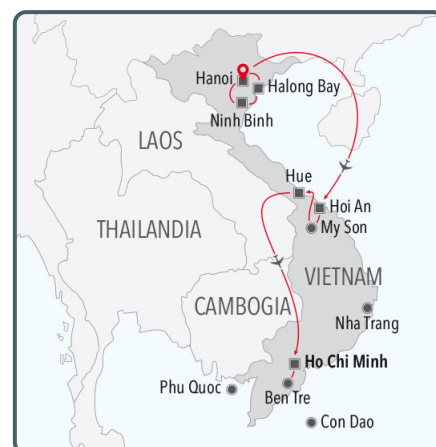 Hanoi
Halong Bay
Ninh Binh
LAOS
Hue
Hoi An
THAILANDIA
My Son
VIETNAM
CAMBOGIA
Nha Trang
Ho Chi Minh
Phu Quoc
Ben Tre
Con Dao